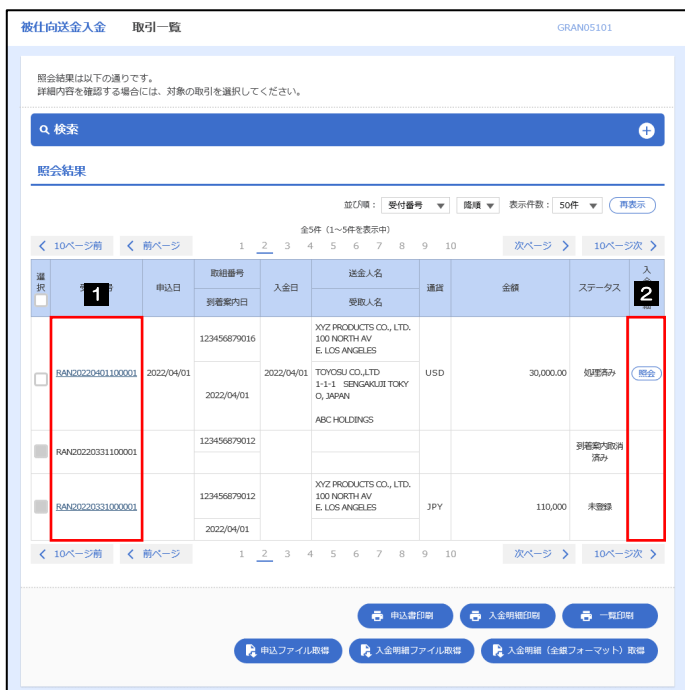 被仕向送金入金 取引一覧 GRAN05101
照会結果は以下の通りです。
詳細内容を確認する場合には、対象の取引を選択してください。
検索
照会結果
並び順： 受付番号 降順 表示件数： 50件 再表示
全5件（1～5件を表示中）
10ページ前 前ページ 1 2 3 4 5 6 7 8 9 10 次ページ 10ページ次
選択 1 号 申込日 取組番号 入金日 送金人名 通貨 金額 ステータス 入 2
到着案内日 受取人名
123456879016 XYZ PRODUCTS CO., LTD.
100 NORTH AV
E. LOS ANGELES
RAN20220401100001 2022/04/01 2022/04/01 TOYOSU CO.,LTD USD 30,000.00 処理済み 照会
2022/04/01 1-1-1 SENGAKUJI TOKY
O, JAPAN
ABC HOLDINGS
RAN20220331100001 123456879012 到着案内取消
済み
RAN20220331000001 123456879012 XYZ PRODUCTS CO., LTD. JPY 110,000 未登録
100 NORTH AV
E. LOS ANGELES
2022/04/01
10ページ前 前ページ 1 2 3 4 5 6 7 8 9 10 次ページ 10ページ次
申込書印刷 入金明細印刷 一覧印刷
申込ファイル取得 入金明細ファイル取得 入金明細（全銀フォーマット）取得